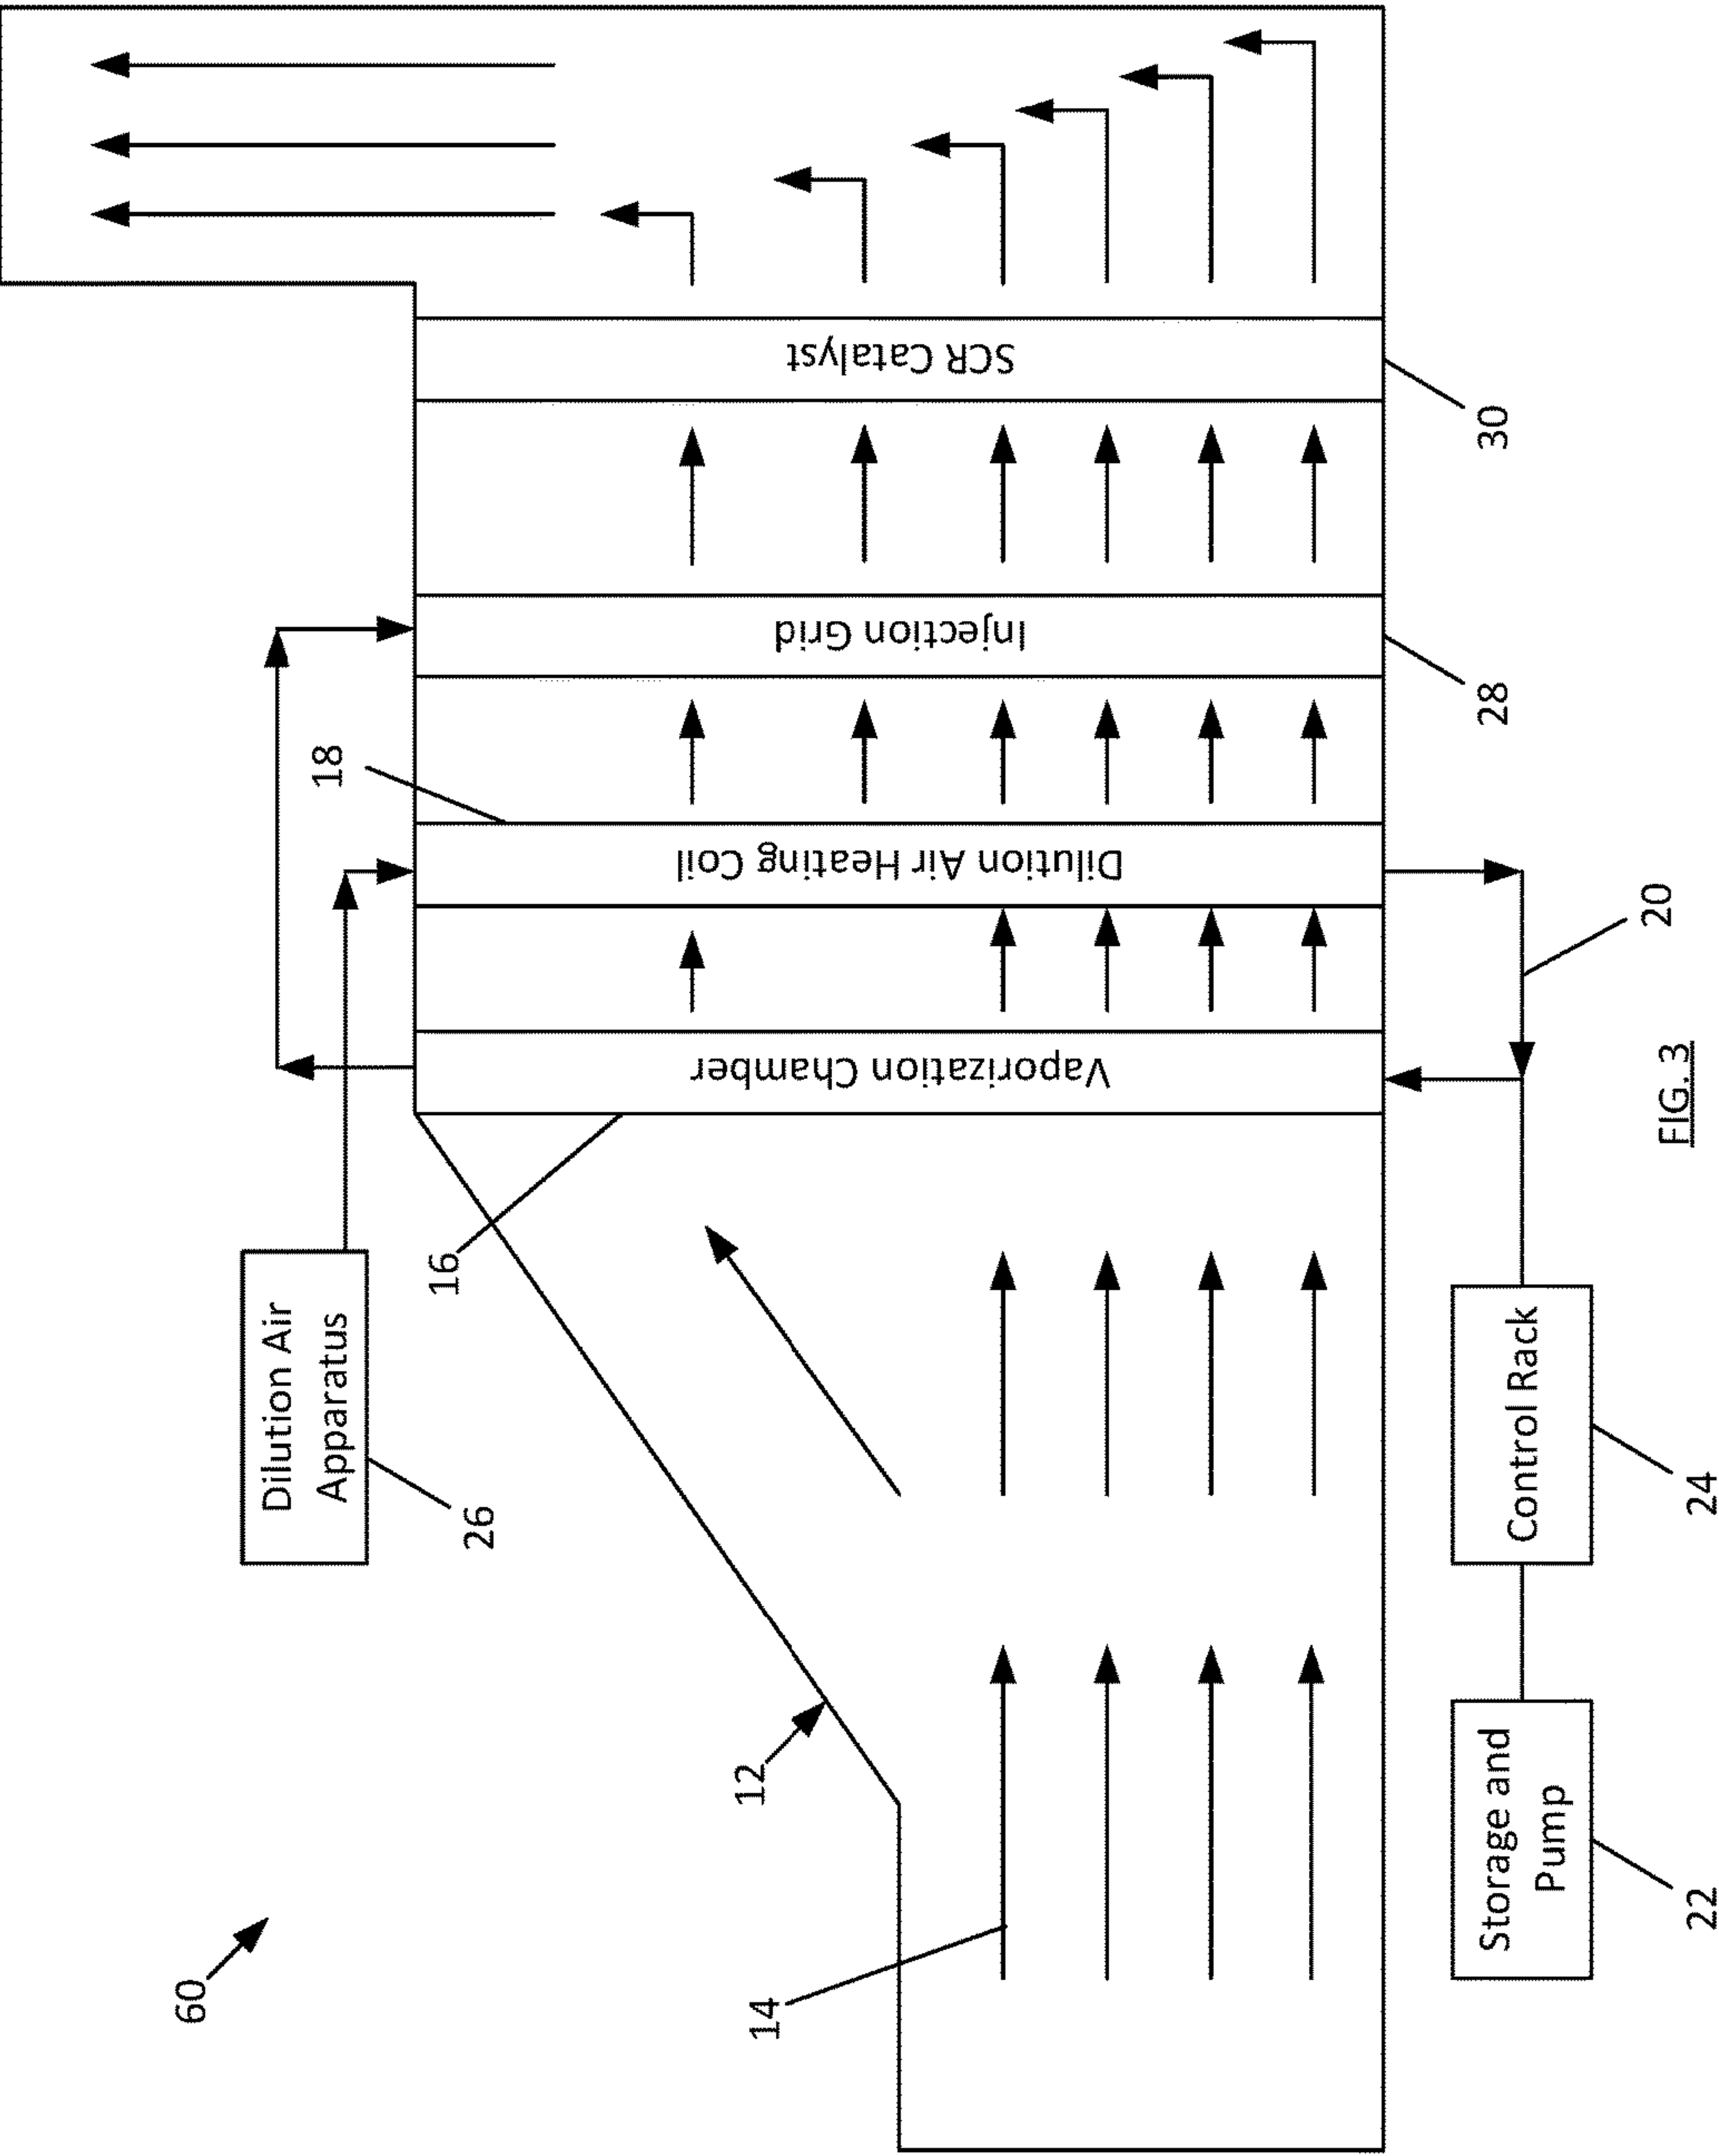 60
12
14
Dilution Air
Apparatus
26
16
18
Vaporization Chamber
Dilution Air Heating Coil
Injection Grid
SCR Catalyst
Storage and
Pump
22
Control Rack
24
20
28
30
FIG. 3